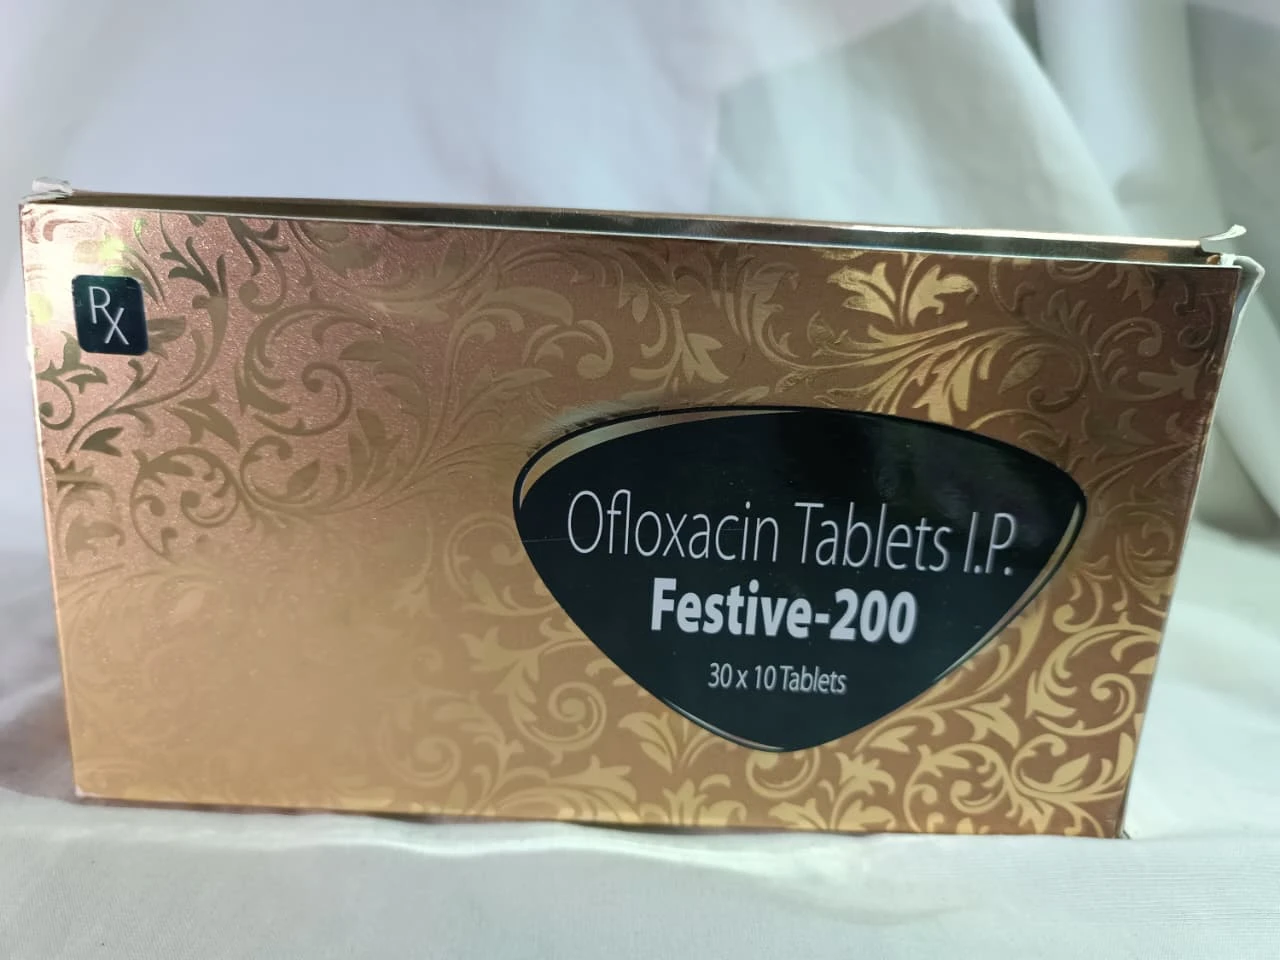 RX
Ofloxacin Tablets I.P.
Festive-200
30 x 10 Tablets